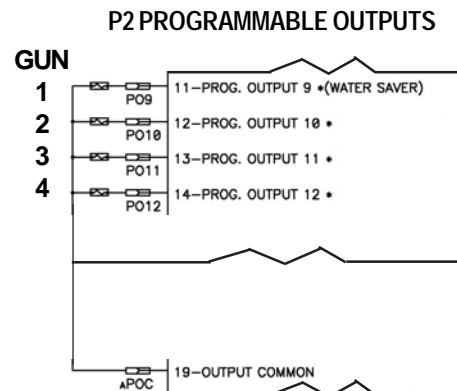 P2 PROGRAMMABLE OUTPUTS
GUN
1
PO9
11-PROG. OUTPUT 9 *(WATER SAVER)
2
PO10
12-PROG. OUTPUT 10 *
3
PO11
13-PROG. OUTPUT 11 *
4
PO12
14-PROG. OUTPUT 12 *
APOC
19-OUTPUT COMMON